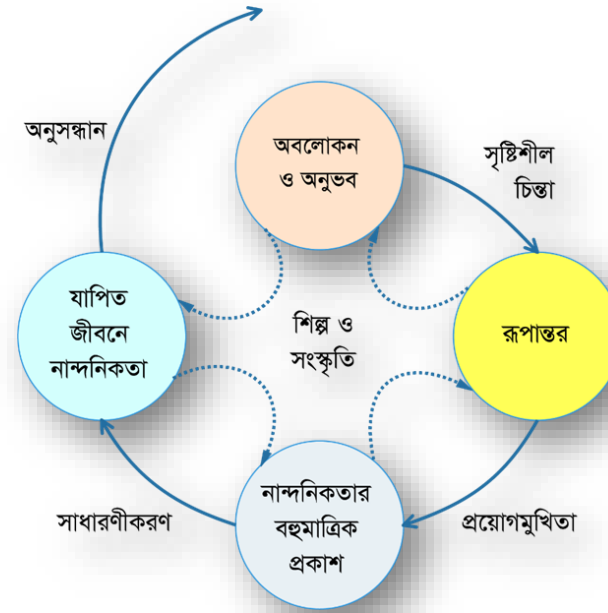 অনুসন্ধান
অবলোকন
ও অনুভব
সৃষ্টিশীল
চিন্তা
যাপিত
জীবনে
নান্দনিকতা
শিল্প ও
সংস্কৃতি
রূপান্তর
সাধারণীকরণ
নান্দনিকতার
বহুমাত্রিক
প্রকাশ
প্রয়োগমুখিতা